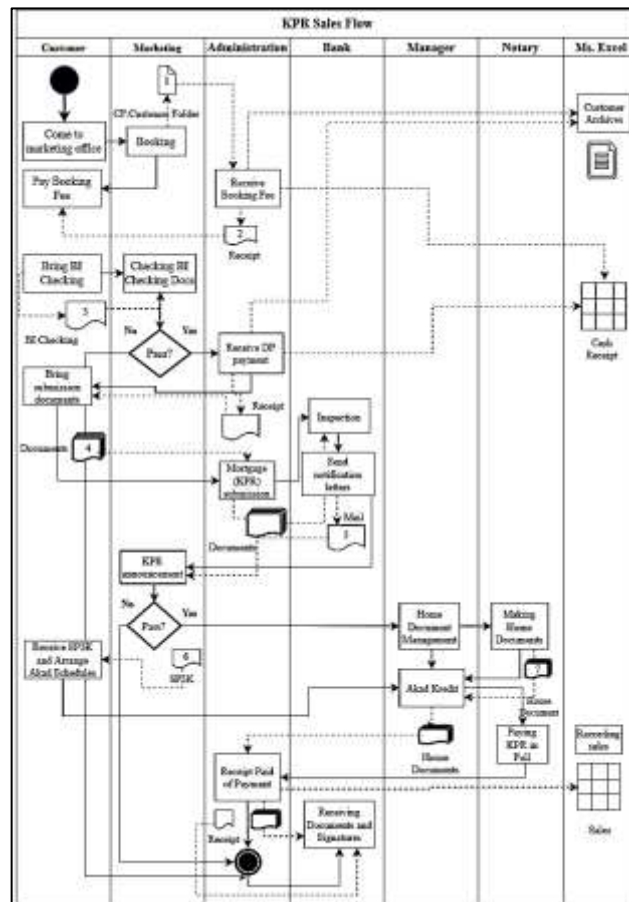 KPR Sales Flow
Customer
Marketing
Administration
Bank
Manager
Notary
Ms. Excel
1
CP.Customer Folder
Come to
marketing office
Booking
Customer
Archives
Pay Booking
Fee
Receive
Booking Fee
2
Receipt
Bring BI
Checking
Checking BI
Checking Docs
3
BI Checking
No
Yes
Pass?
Receive DP
payment
Cash
Receipt
Bring
submission
documents
Receipt
Inspection
Documents
4
Mortgage
(KPR)
submission
Send
notification
letters
Mail
Documents
KPR
announcement
No
Yes
Pass?
Home
Document
Management
Making
Home
Documents
Receive SP3K
and Arrange
Akad Schedules
6
SP3K
7
Akad Kredit
House
Document
Paying
KPR in
Full
Recording
sales
House
Documents
Receipt Paid
of Payment
Receipt
Receiving
Documents and
Signatures
Sales